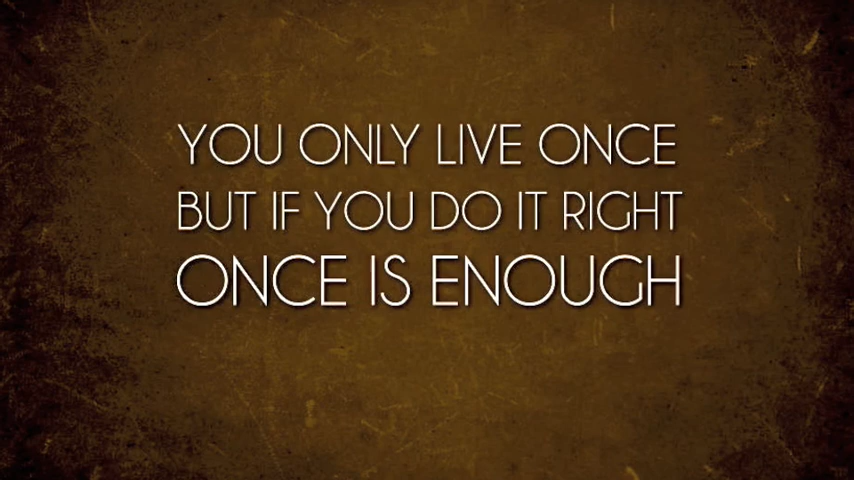 YOU ONLY LIVE ONCE
BUT IF YOU DO IT RIGHT
ONCE IS ENOUGH